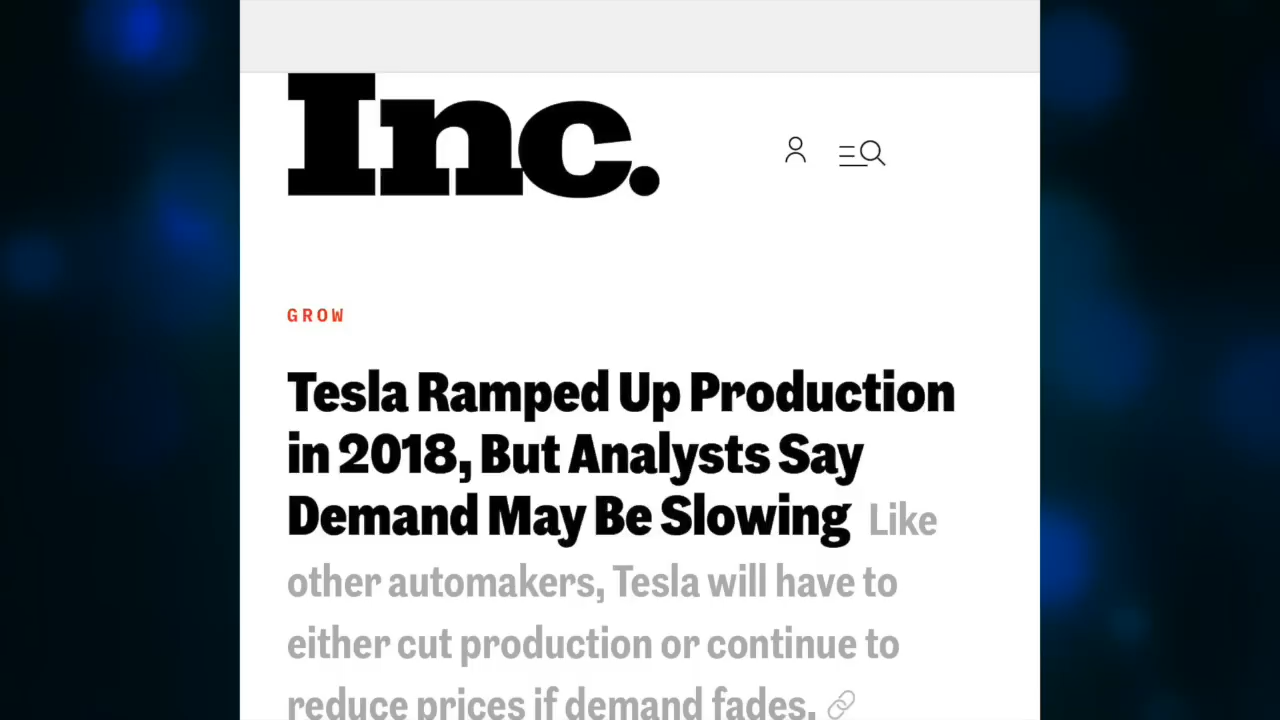 Inc.
GROW
Tesla Ramped Up Production
in 2018, But Analysts Say
Demand May Be Slowing Like
other automakers, Tesla will have to
either cut production or continue to
reduce prices if demand fades.